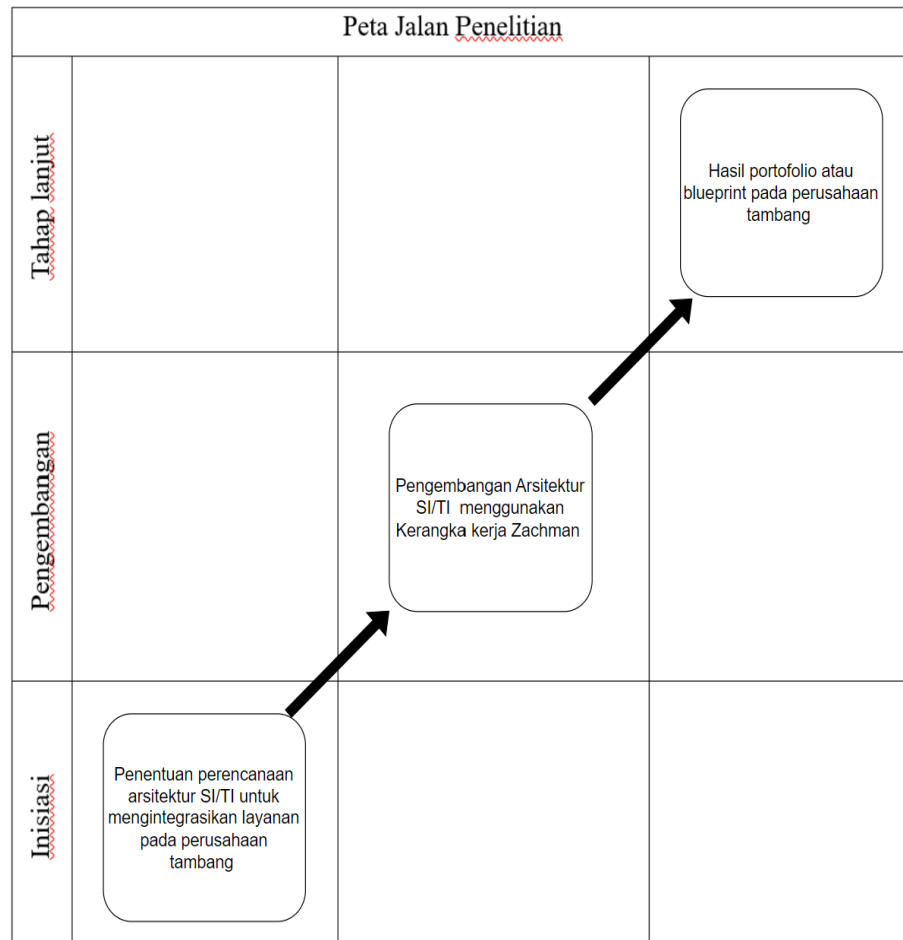 Peta Jalan Penelitian
Tahap lanjut
Hasil portofolio atau
blueprint pada perusahaan
tambang
Pengembangan
Pengembangan Arsitektur
SI/TI menggunakan
Kerangka kerja Zachman
Inisiasi
Penentuan perencanaan
arsitektur SI/TI untuk
mengintegrasikan layanan
pada perusahaan
tambang